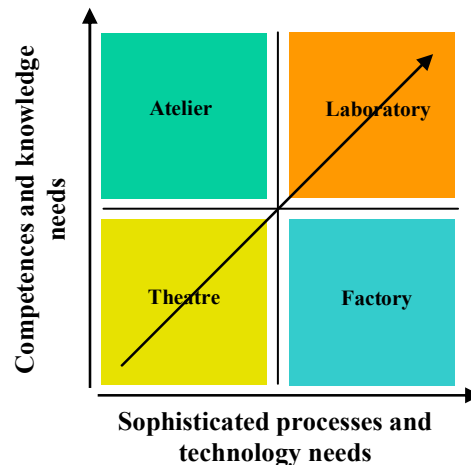 Competences and knowledge
needs
Atelier
Laboratory
Theatre
Factory
Sophisticated processes and
technology needs